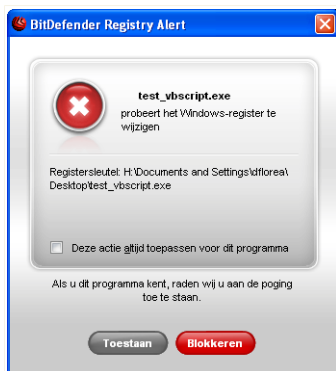 BitDefender Registry Alert
test_vbscript.exe
probeert het Windows-register te
wijzigen
Registersleutel: H:\Documents and Settings\dflorea\
Desktop\test_vbscript.exe
Deze actie altijd toepassen voor dit programma
Als u dit programma kent, raden wij u aan de poging
toe te staan.
Toestaan
Blokkeren